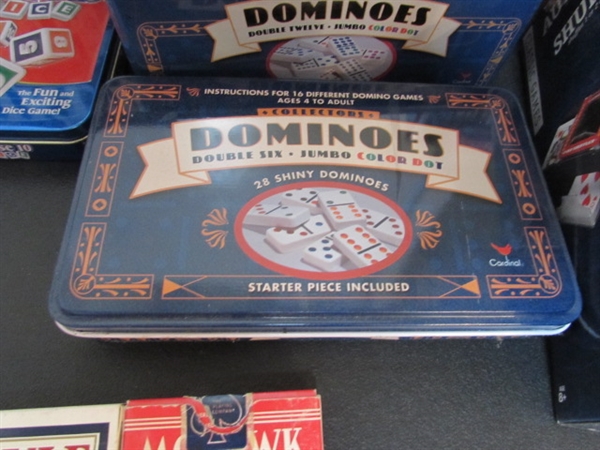 DOMINOES
DOUBLE TWELVE • JUMBO COLOR DOT
ICE
the Fun and
Exciting
Dice Game!
INSTRUCTIONS FOR 16 DIFFERENT DOMINO GAMES
AGES 4 TO ADULT
• COLLECTORS •
DOMINOES
DOUBLE SIX • JUMBO COLOR DOT
28 SHINY DOMINOES
Cardinal
STARTER PIECE INCLUDED